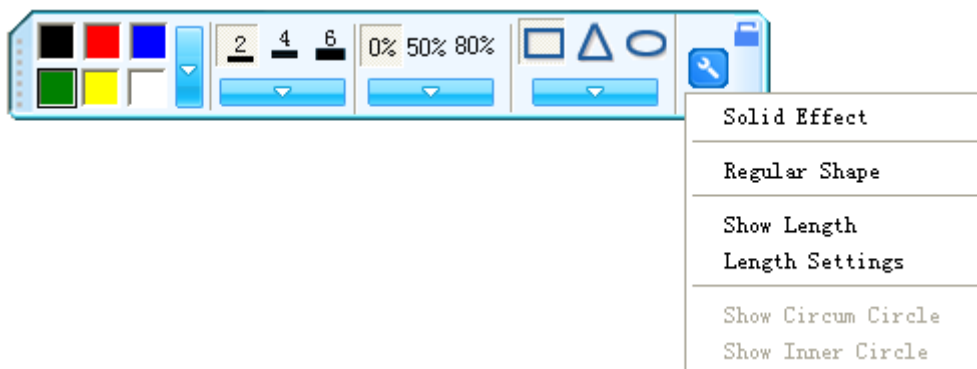 2 4 6 0% 50% 80%
Solid Effect
Regular Shape
Show Length
Length Settings
Show Circum Circle
Show Inner Circle